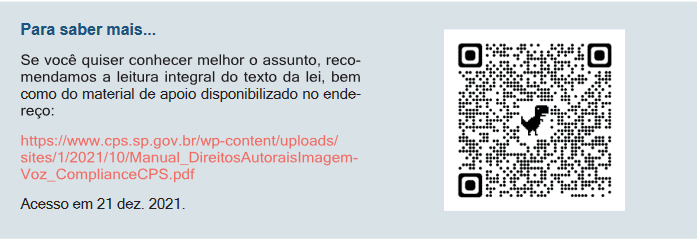 Para saber mais...
Se você quiser conhecer melhor o assunto, reco-
mendamos a leitura integral do texto da lei, bem
como do material de apoio disponibilizado no ende-
reço:
https://www.cps.sp.gov.br/wp-content/uploads/
sites/1/2021/10/Manual_DireitosAutoraisImagem-
Voz_ComplianceCPS.pdf
Acesso em 21 dez. 2021.